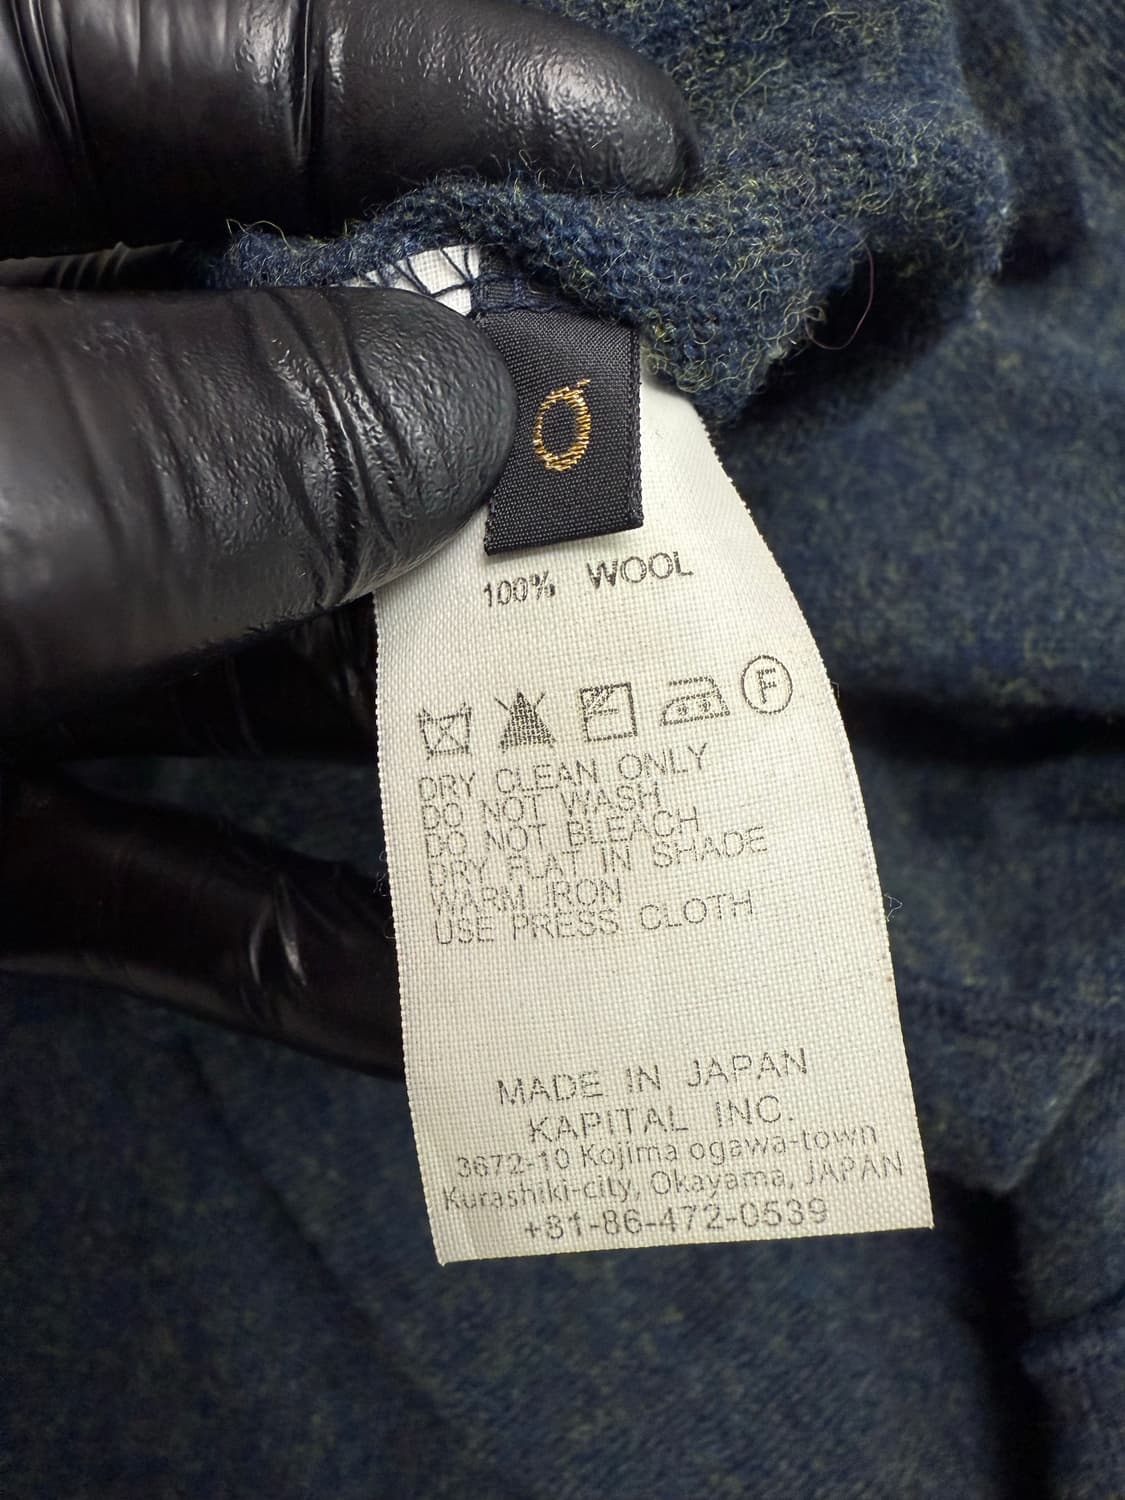 0
100% WOOL
F
DRY CLEAN ONLY
DO NOT WASH
DO NOT BLEACH
DRY FLAT IN SHADE
WARM IRON
USE PRESS CLOTH
MADE IN JAPAN
KAPITAL INC.
3672-10 Kojima ogawa-town
Kurashiki-city, Okayama, JAPAN
+81-86-472-0539